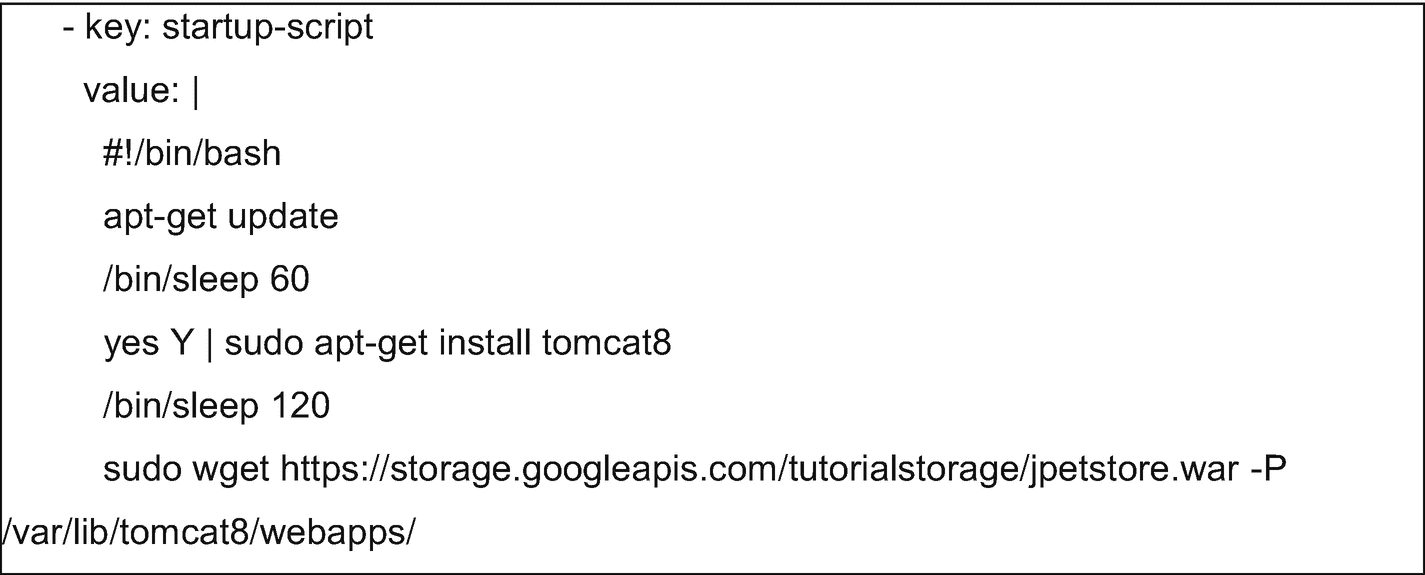 - key: startup-script
value: |
#!/bin/bash
apt-get update
/bin/sleep 60
yes Y | sudo apt-get install tomcat8
/bin/sleep 120
sudo wget https://storage.googleapis.com/tutorialstorage/jpetstore.war -P
/var/lib/tomcat8/webapps/